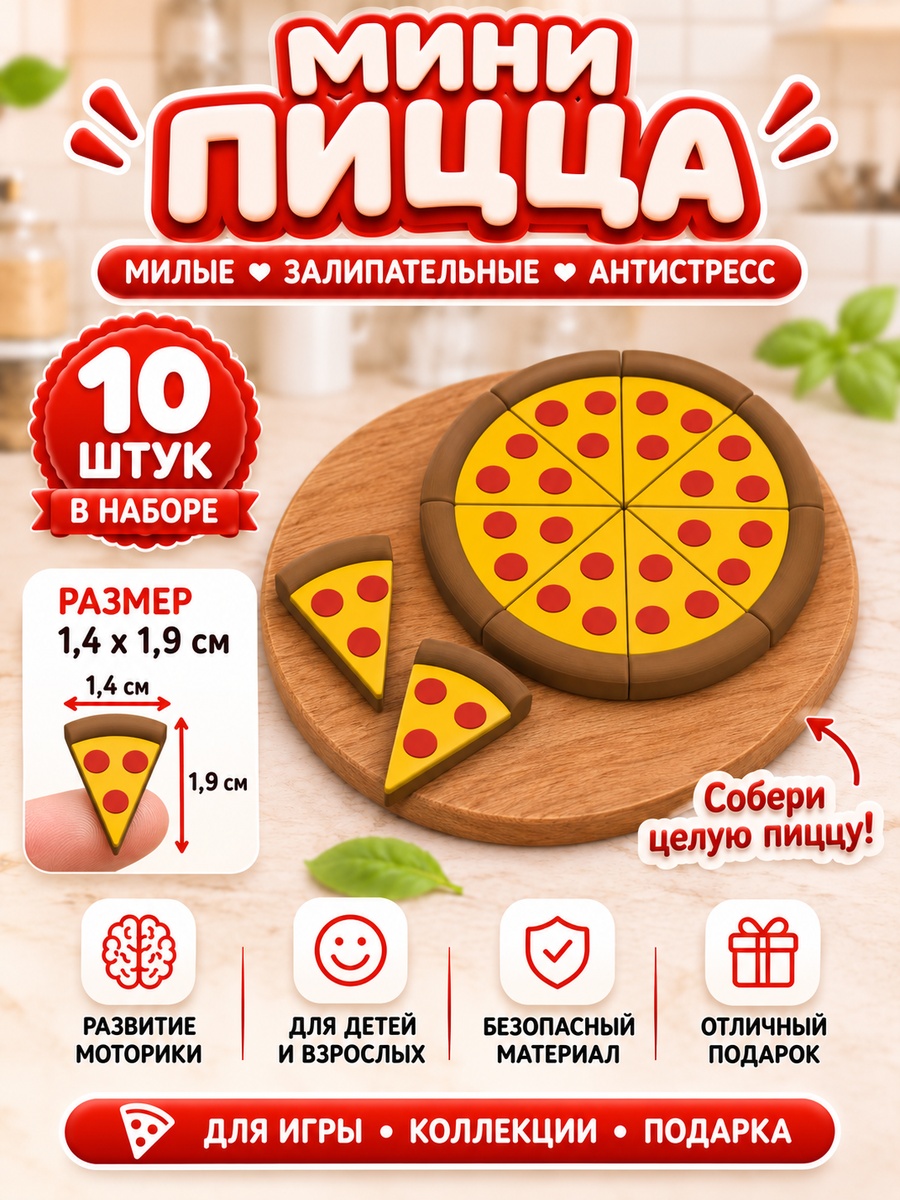 МИНИ
ПИЦЦА
МИЛЫЕ ♥ ЗАЛИПАТЕЛЬНЫЕ ♥ АНТИСТРЕСС
10
ШТУК
В НАБОРЕ
РАЗМЕР
1,4 х 1,9 см
1,4 см
1,9 см
Собери
целую пиццу!
РАЗВИТИЕ
МОТОРИКИ
ДЛЯ ДЕТЕЙ
И ВЗРОСЛЫХ
БЕЗОПАСНЫЙ
МАТЕРИАЛ
ОТЛИЧНЫЙ
ПОДАРОК
ДЛЯ ИГРЫ • КОЛЛЕКЦИИ • ПОДАРКА